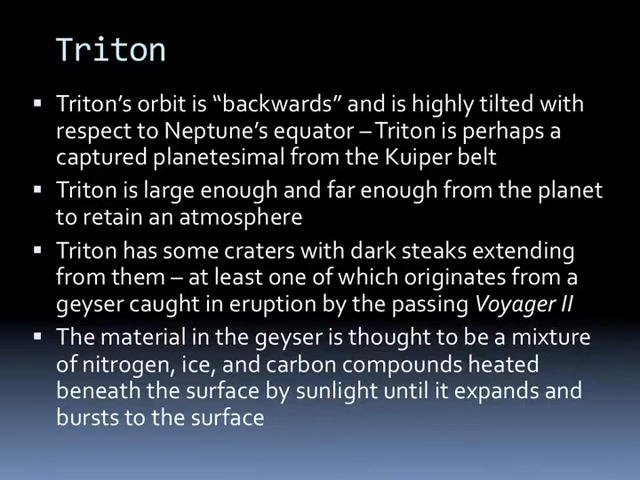 Triton
▪ Triton's orbit is “backwards” and is highly tilted with
respect to Neptune's equator – Triton is perhaps a
captured planetesimal from the Kuiper belt
▪ Triton is large enough and far enough from the planet
to retain an atmosphere
▪ Triton has some craters with dark steaks extending
from them – at least one of which originates from a
geyser caught in eruption by the passing Voyager II
▪ The material in the geyser is thought to be a mixture
of nitrogen, ice, and carbon compounds heated
beneath the surface by sunlight until it expands and
bursts to the surface